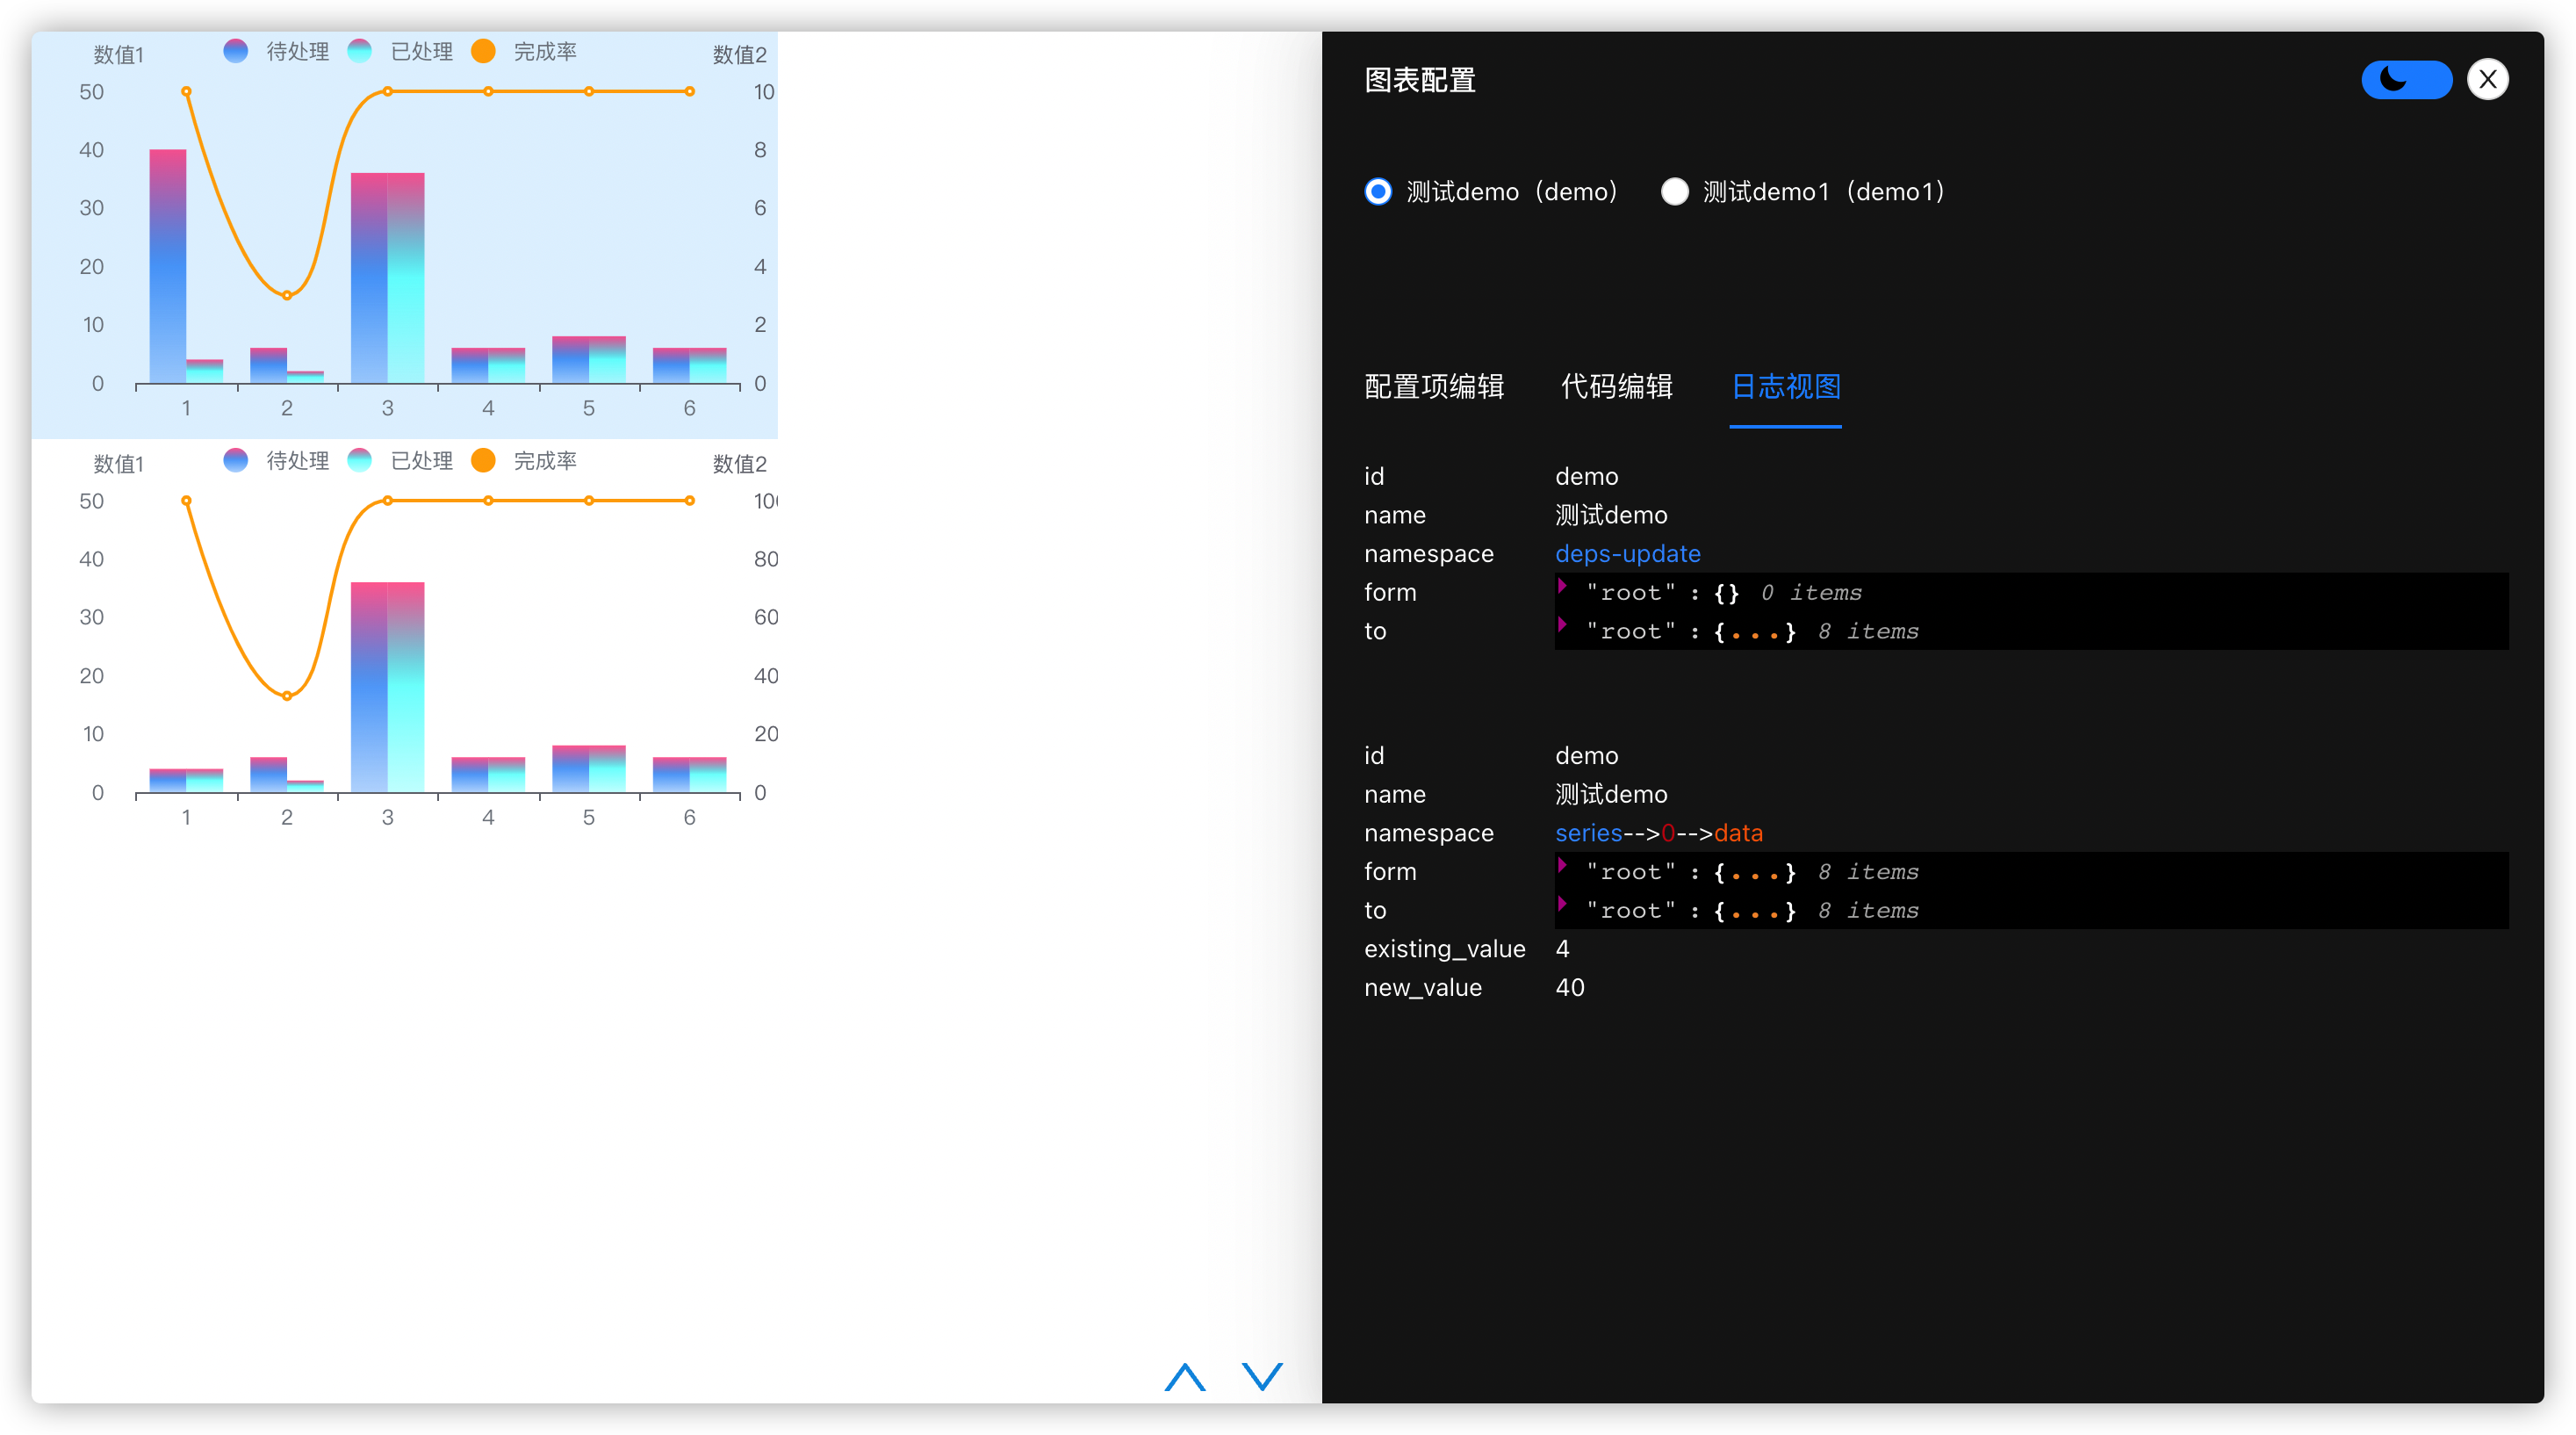 数值1 待处理 已处理 完成率 数值2
50 10
40 8
30 6
20 4
10 2
0 0
1 2 3 4 5 6
数值1 待处理 已处理 完成率 数值2
50 100
40 80
30 60
20 40
10 20
0 0
1 2 3 4 5 6
图表配置
X
测试demo（demo） 测试demo1（demo1）
配置项编辑 代码编辑 日志视图
id demo
name 测试demo
namespace deps-update
form "root" : {} 0 items
to "root" : {...} 8 items
id demo
name 测试demo
namespace series-->0-->data
form "root" : {...} 8 items
to "root" : {...} 8 items
existing_value 4
new_value 40